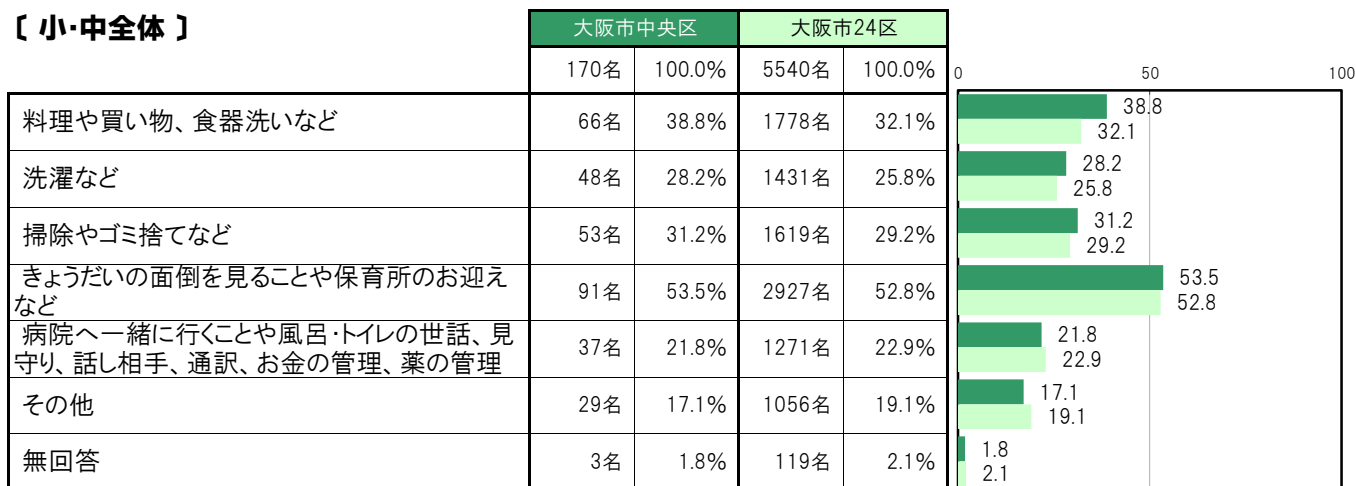 〔 小・中全体 〕
大阪市中央区 大阪市24区
170名 100.0% 5540名 100.0% 0 50 100
料理や買い物、食器洗いなど 66名 38.8% 1778名 32.1% 38.8
32.1
洗濯など 48名 28.2% 1431名 25.8% 28.2
25.8
掃除やゴミ捨てなど 53名 31.2% 1619名 29.2% 31.2
29.2
きょうだいの面倒を見ることや保育所のお迎え
など 91名 53.5% 2927名 52.8% 53.5
52.8
病院へ一緒に行くことや風呂・トイレの世話、見
守り、話し相手、通訳、お金の管理、薬の管理 37名 21.8% 1271名 22.9% 21.8
22.9
その他 29名 17.1% 1056名 19.1% 17.1
19.1
無回答 3名 1.8% 119名 2.1% 1.8
2.1